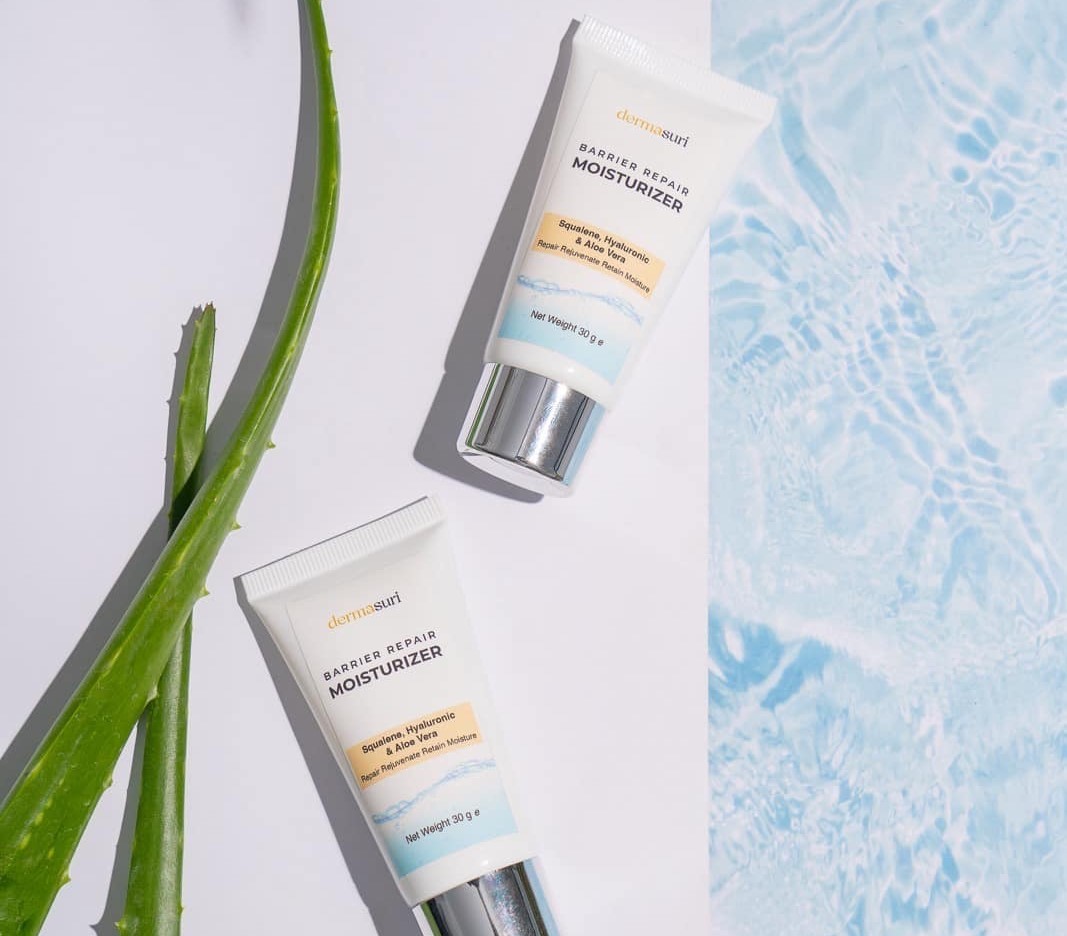 dermasuri
BARRIER REPAIR
MOISTURIZER
Squalene, Hyaluronic
& Aloe Vera
Repair Rejuvenate Retain Moisture
Net Weight 30 g e
dermasuri
BARRIER REPAIR
MOISTURIZER
Squalene, Hyaluronic
& Aloe Vera
Repair Rejuvenate Retain Moisture
Net Weight 30 g e